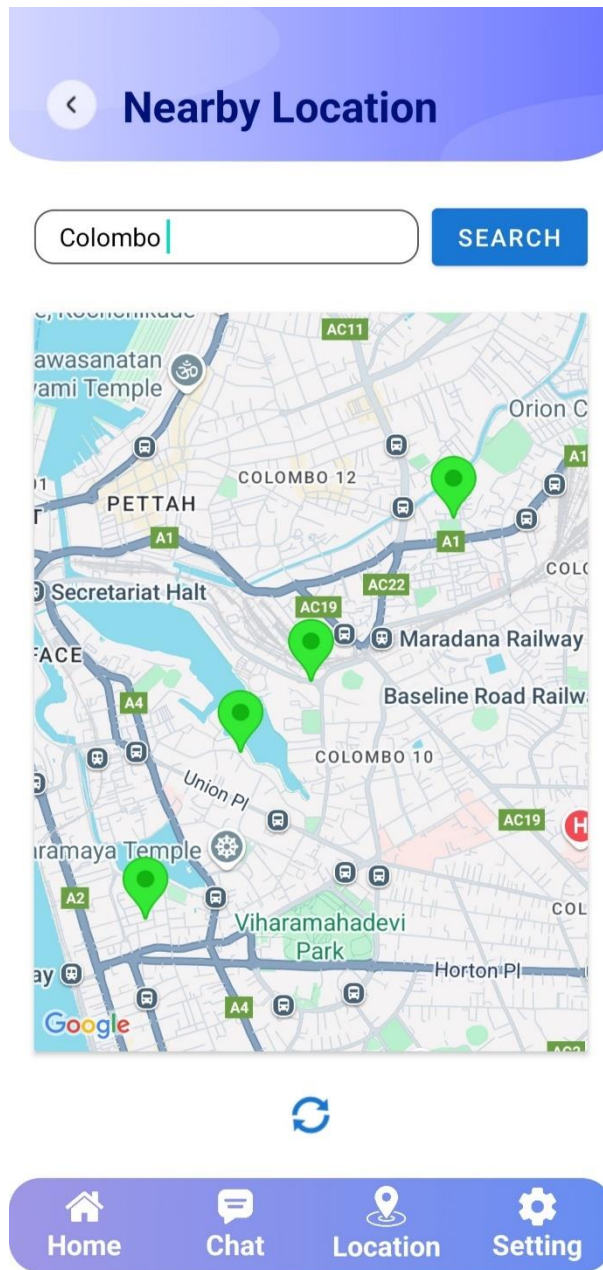 Nearby Location
Colombo
SEARCH
AC11
awasanatan
ami Temple
Orion C
A1
COLOMBO 12
PETTAH
A1
A1
COL
Secretariat Halt
AC22
AC19
Maradana Railway
FACE
Baseline Road Railw
A4
COLOMBO 10
Union Pl
AC19
H
ramaya Temple
A2
COL
Viharamahadevi
Park
ay
Horton Pl
A4
Google
Home
Chat
Location
Setting